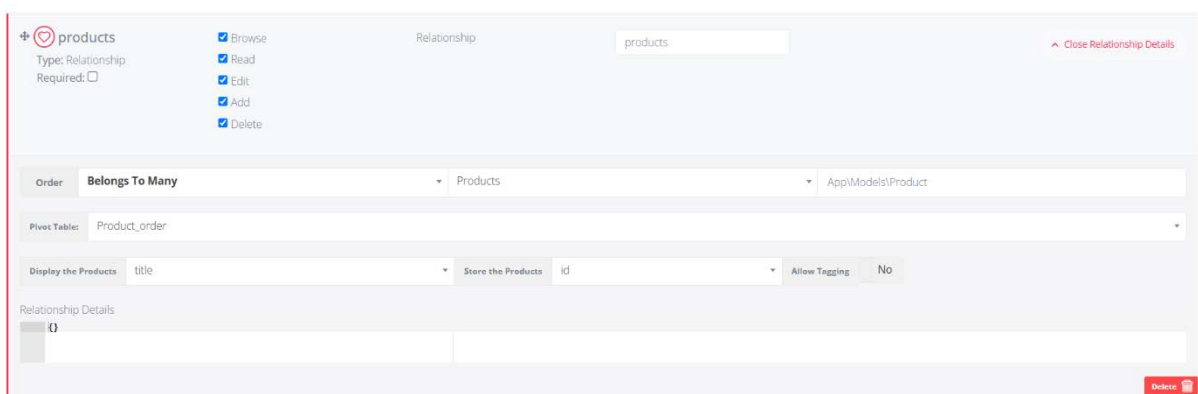 products
Type: Relationship
Required:
Browse
Read
Edit
Add
Delete
Relationship
products
Close Relationship Details
Order Belongs To Many Products App\Models\Product
Pivot Table: Product_order
Display the Products title Store the Products id Allow Tagging No
Relationship Details
{}
Delete